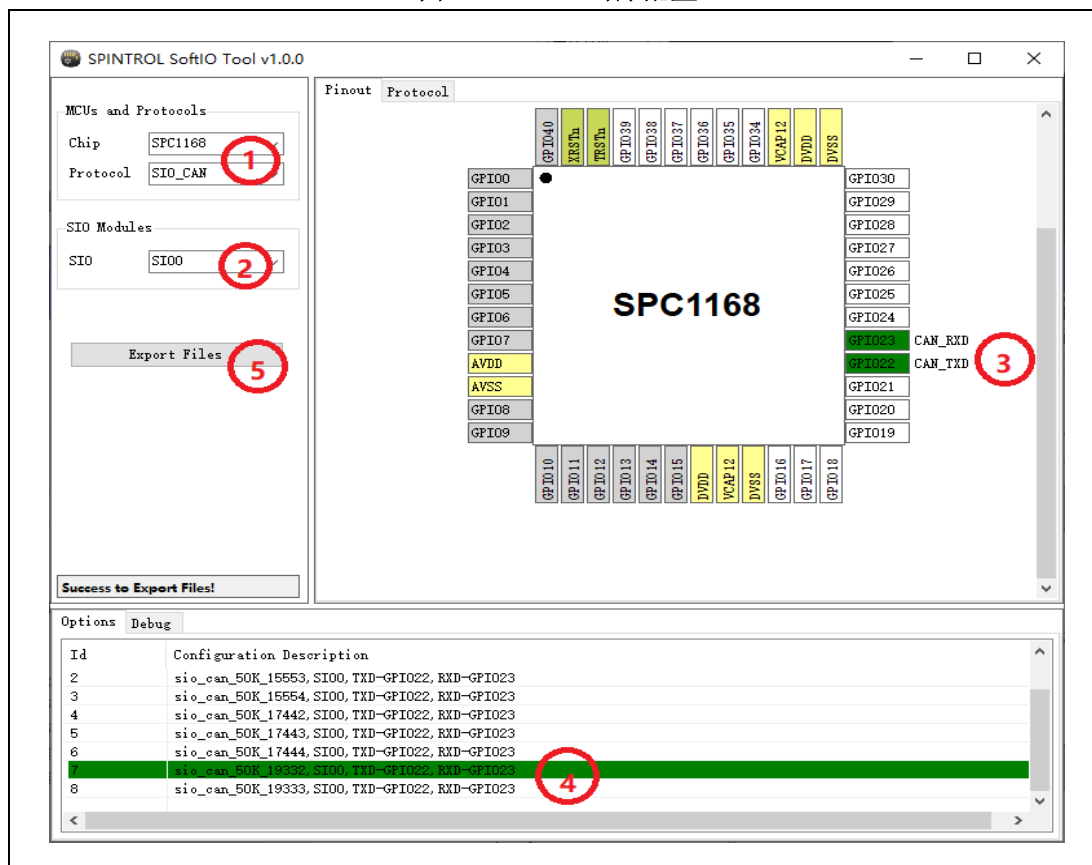 SPINTROL SoftIO Tool v1.0.0
Pinout Protocol
MCUs and Protocols
Chip SPC1168
Protocol SIO_CAN
1
SIO Modules
SIO SIO0
2
Export Files
5
Success to Export Files!
GPIO40 XRSTn TRSTn GPIO39 GPIO38 GPIO37 GPIO36 GPIO35 GPIO34 VCAP12 DVDD DVSS
GPIO0
GPIO1
GPIO2
GPIO3
GPIO4
GPIO5
GPIO6
GPIO7
AVDD
AVSS
GPIO8
GPIO9
SPC1168
GPIO30
GPIO29
GPIO28
GPIO27
GPIO26
GPIO25
GPIO24
GPIO23 CAN_RXD
GPIO22 CAN_TXD
3
GPIO21
GPIO20
GPIO19
GPIO10 GPIO11 GPIO12 GPIO13 GPIO14 GPIO15 DVDD VCAP12 DVSS GPIO16 GPIO17 GPIO18
Options Debug
Id Configuration Description
2 sio_can_50K_15553, SIO0, TXD-GPIO22, RXD-GPIO23
3 sio_can_50K_15554, SIO0, TXD-GPIO22, RXD-GPIO23
4 sio_can_50K_17442, SIO0, TXD-GPIO22, RXD-GPIO23
5 sio_can_50K_17443, SIO0, TXD-GPIO22, RXD-GPIO23
6 sio_can_50K_17444, SIO0, TXD-GPIO22, RXD-GPIO23
7 sio_can_50K_19332, SIO0, TXD-GPIO22, RXD-GPIO23
8 sio_can_50K_19333, SIO0, TXD-GPIO22, RXD-GPIO23
4